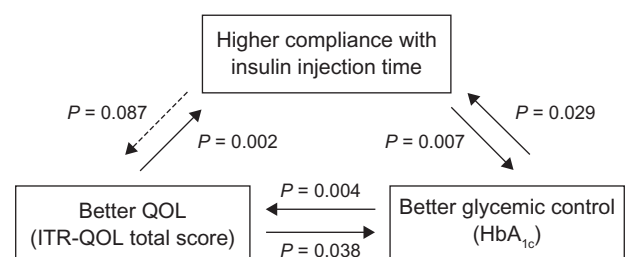 Higher compliance with
insulin injection time
P = 0.087
P = 0.029
P = 0.002
P = 0.007
Better QOL
(ITR-QOL total score)
P = 0.004
P = 0.038
Better glycemic control
(HbA1c)